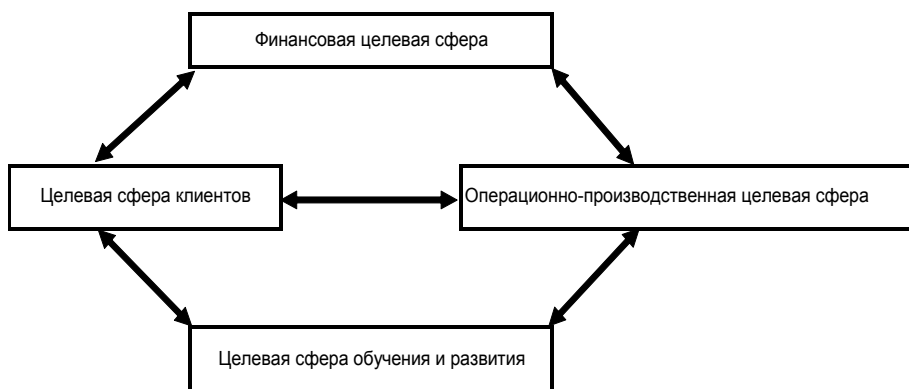 Финансовая целевая сфера
Целевая сфера клиентов
Операционно-производственная целевая сфера
Целевая сфера обучения и развития